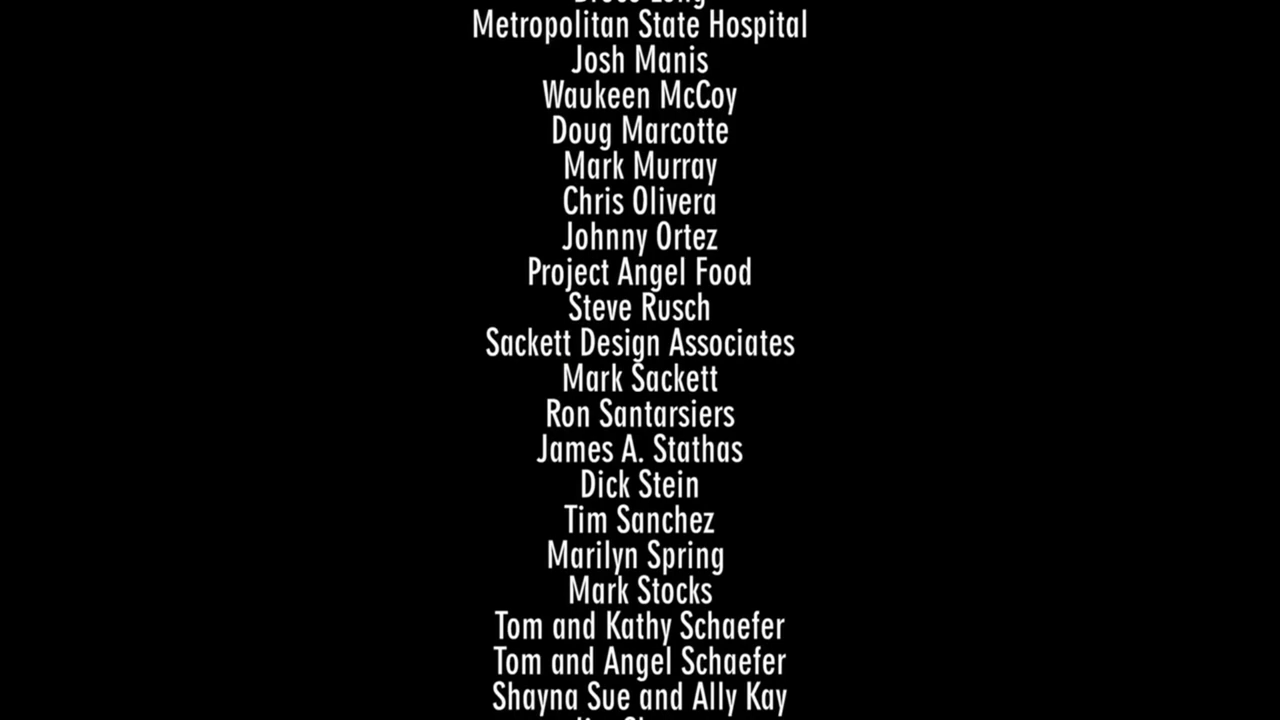 Metropolitan State Hospital
Josh Manis
Waukeen McCoy
Doug Marcotte
Mark Murray
Chris Olivera
Johnny Ortez
Project Angel Food
Steve Rusch
Sackett Design Associates
Mark Sackett
Ron Santarsiers
James A. Stathas
Dick Stein
Tim Sanchez
Marilyn Spring
Mark Stocks
Tom and Kathy Schaefer
Tom and Angel Schaefer
Shayna Sue and Ally Kay